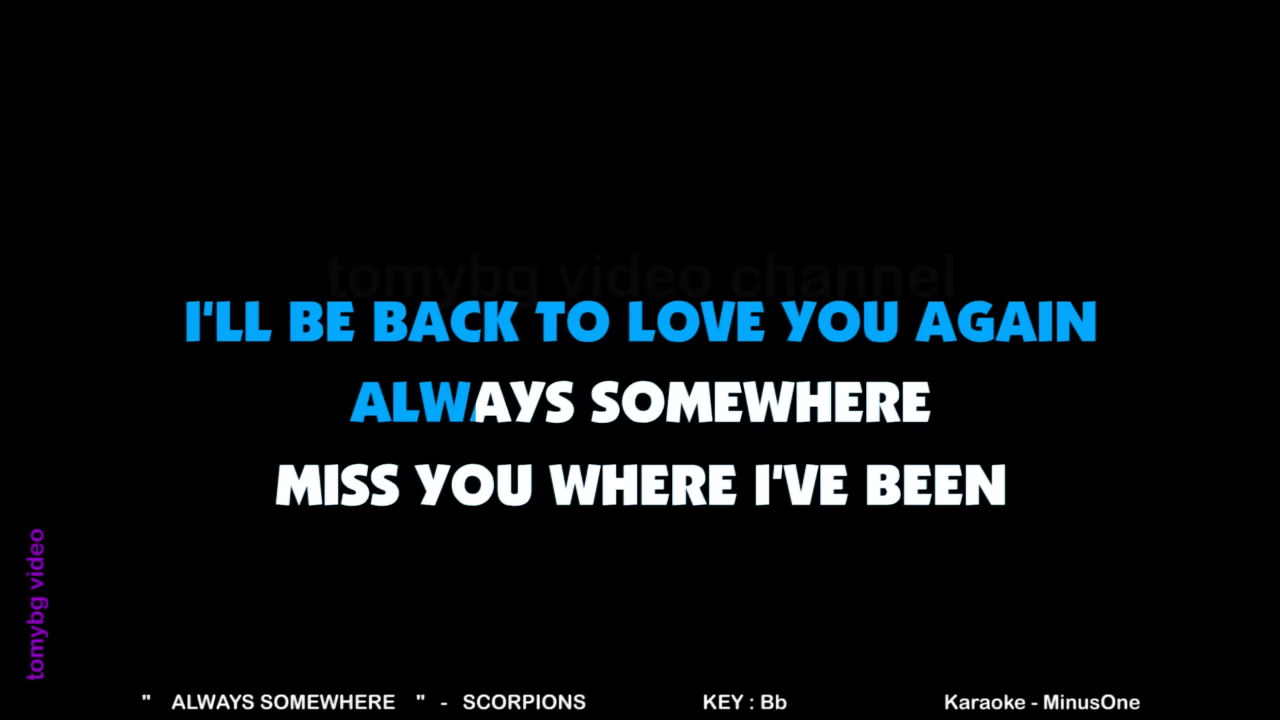 tomybg video channel
I'LL BE BACK TO LOVE YOU AGAIN
ALWAYS SOMEWHERE
MISS YOU WHERE I'VE BEEN
tomybg video
" ALWAYS SOMEWHERE " - SCORPIONS KEY : Bb Karaoke - MinusOne